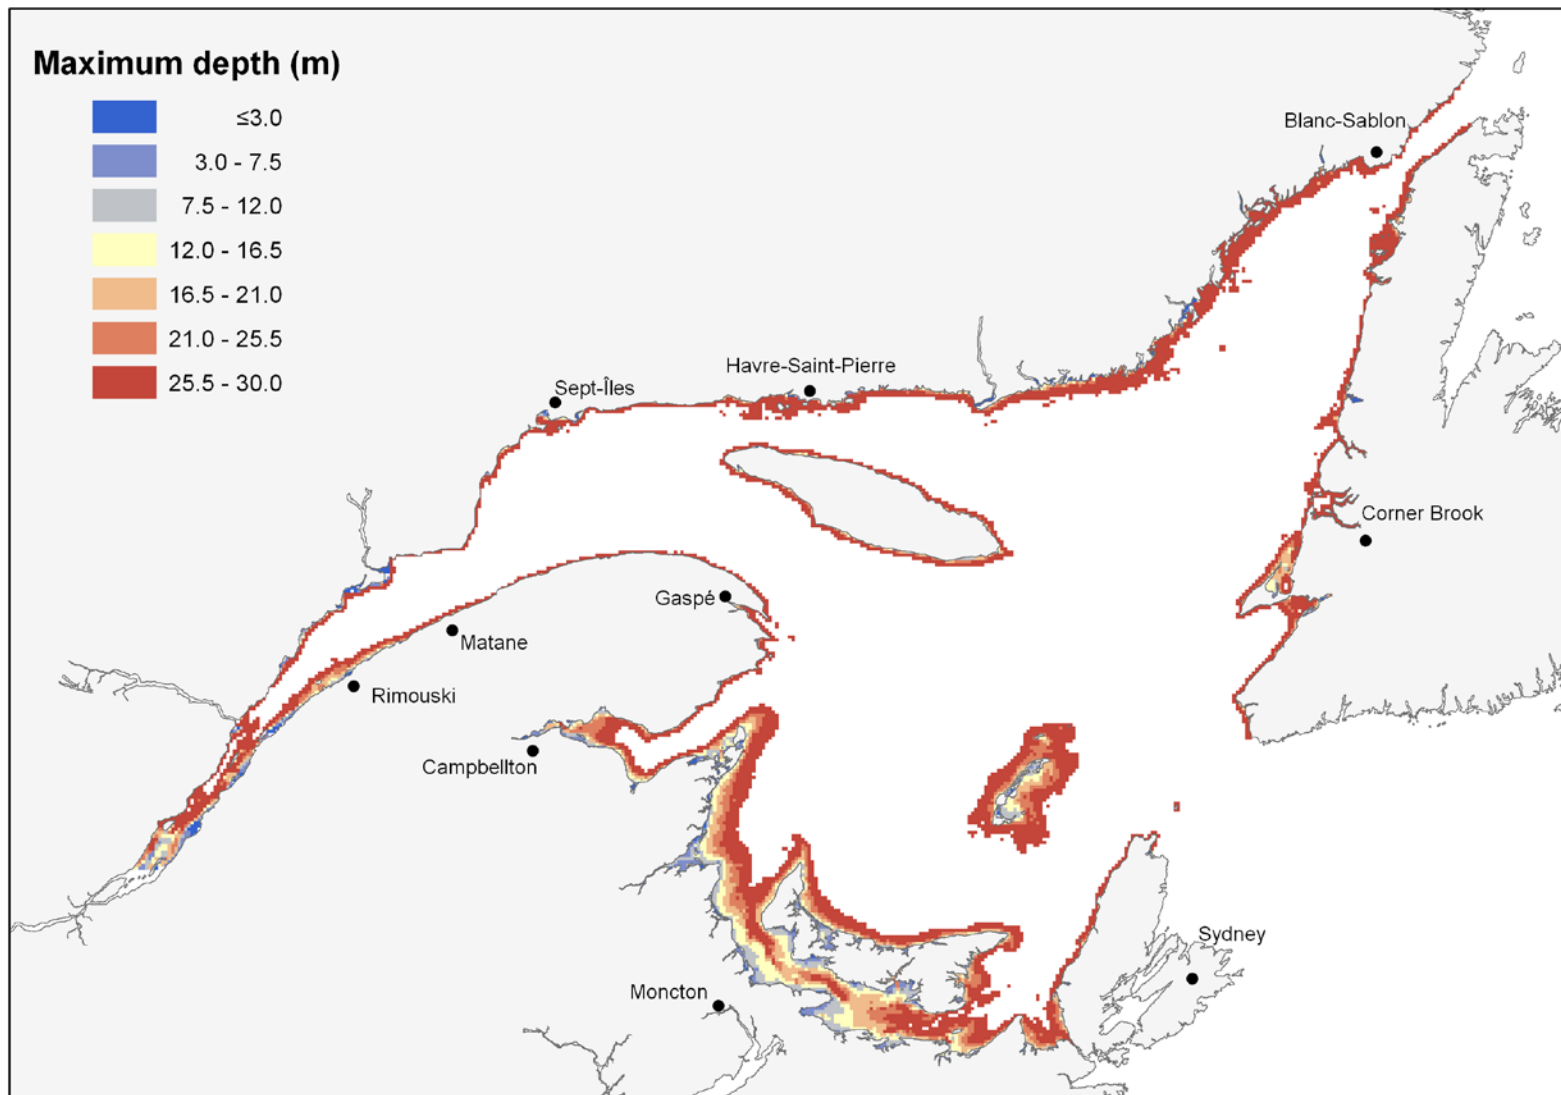 Maximum depth (m)
≤3.0
3.0 - 7.5
7.5 - 12.0
12.0 - 16.5
16.5 - 21.0
21.0 - 25.5
25.5 - 30.0
Blanc-Sablon
Havre-Saint-Pierre
Sept-Îles
Corner Brook
Gaspé
Matane
Rimouski
Campbellton
Sydney
Moncton